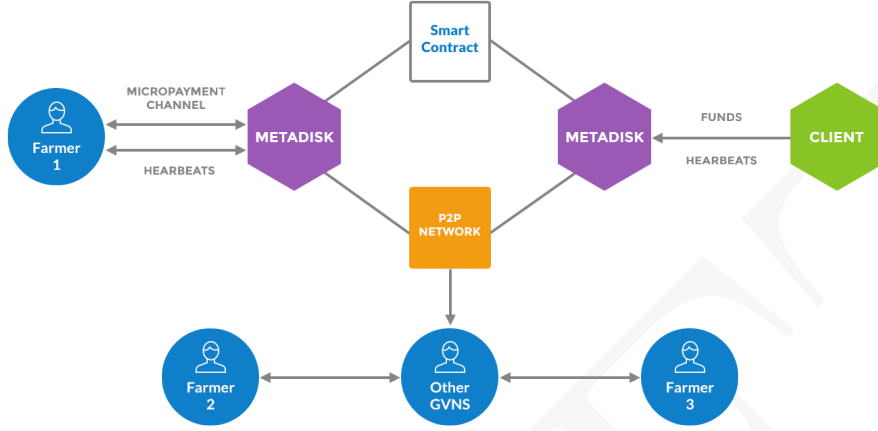 Smart
Contract
MICROPAYMENT
CHANNEL
FUNDS
Farmer
1
METADISK
METADISK
CLIENT
HEARBEATS
HEARBEATS
P2P
NETWORK
Farmer
2
Other
GVNS
Farmer
3